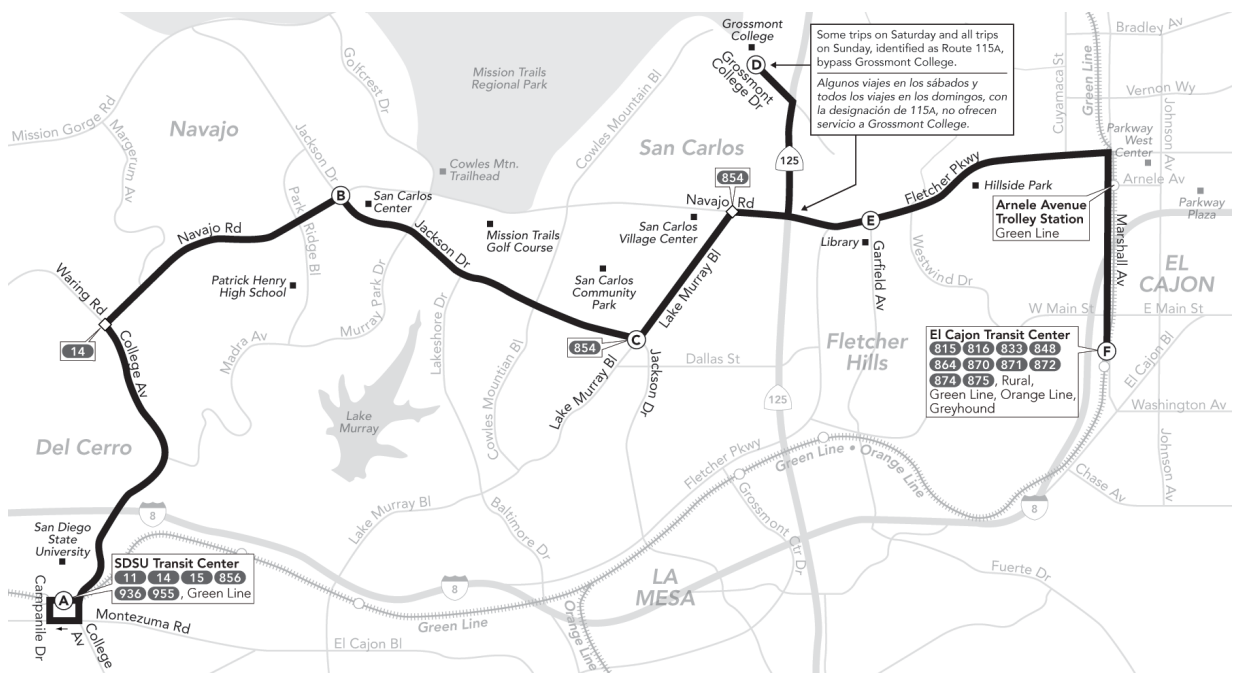 Grossmont
College
D
Grossmont
College Dr
Some trips on Saturday and all trips
on Sunday, identified as Route 115A,
bypass Grossmont College.
Algunos viajes en los sábados y
todos los viajes en los domingos, con
la designación de 115A, no ofrecen
servicio a Grossmont College.
Bradley Av
Green Line
Cuyamaca St
Vernon Wy
Johnson Av
Parkway
West
Center
Arnele Av
Parkway
Plaza
Mission Gorge Rd
Margerum Av
Navajo
Golfcrest Dr
Jackson Dr
Mission Trails
Regional Park
Cowles Mountain Bl
San Carlos
125
Cowles Mtn.
Trailhead
854
Navajo Rd
Fletcher Pkwy
Hillside Park
Arnele Avenue
Trolley Station
Green Line
Marshall Av
B
San Carlos
Center
Park Ridge Bl
Navajo Rd
Jackson Dr
Mission Trails
Golf Course
San Carlos
Village Center
E
Library
Garfield Av
Westwind Dr
Patrick Henry
High School
Murray Park Dr
San Carlos
Community
Park
Lake Murray Bl
EL
CAJON
W Main St
E Main St
Waring Rd
14
College Av
Madra Av
Lakeshore Dr
Cowles Mountian Bl
854
C
Lake Murray Bl
Jackson Dr
Dallas St
Fletcher
Hills
125
El Cajon Transit Center
815 816 833 848
864 870 871 872
874 875, Rural,
Green Line, Orange Line,
Greyhound
F
El Cajon Bl
Washington Av
Johnson Av
Lake
Murray
Del Cerro
Fletcher Pkwy
Green Line • Orange Line
Chase Av
8
8
Lake Murray Bl
Baltimore Dr
Grossmont Ctr Dr
San Diego
State
University
SDSU Transit Center
11 14 15 856
936 955, Green Line
A
Campanile Dr
Montezuma Rd
College
Av
8
Green Line
Orange Line
LA
MESA
Fuerte Dr
El Cajon Bl